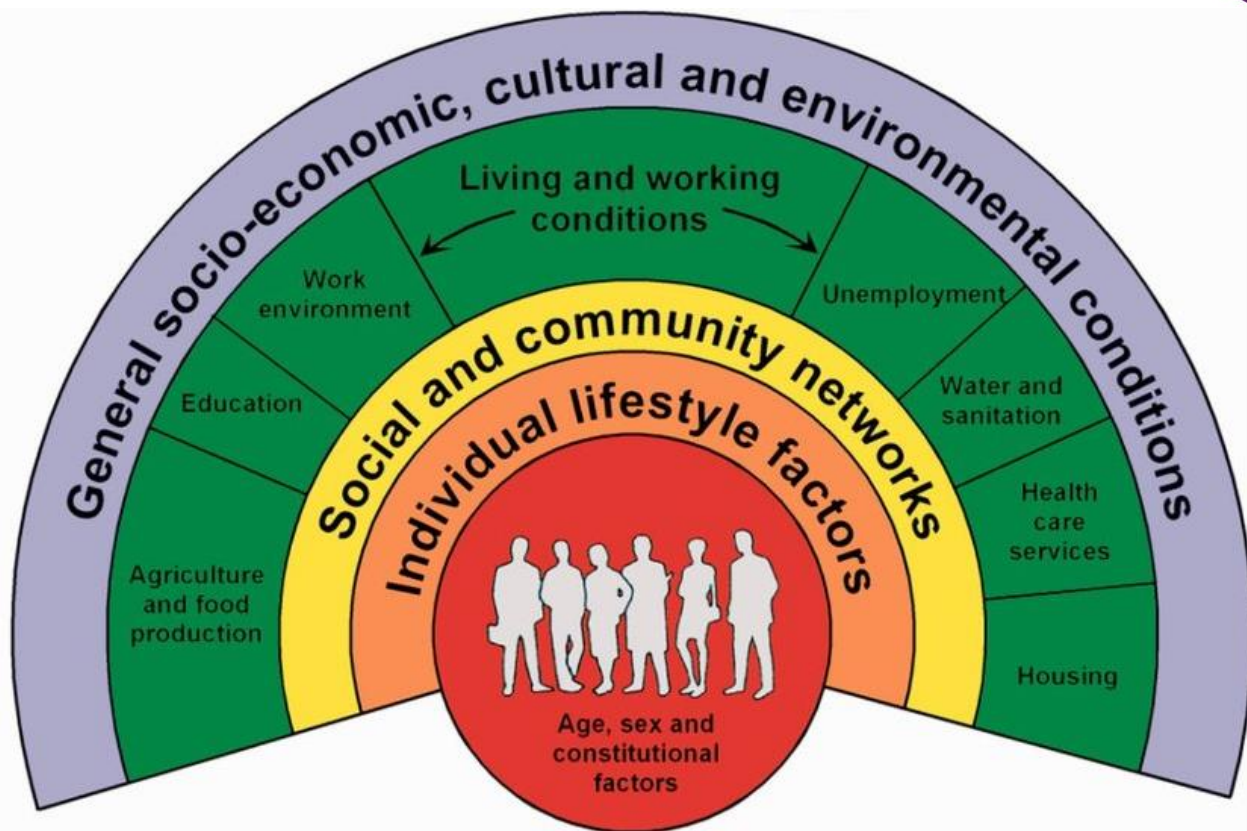 General socio-economic, cultural and environmental conditions
Living and working
conditions
Work
environment
Unemployment
Education
Water and
sanitation
Agriculture
and food
production
Health
care
services
Housing
Social and community networks
Individual lifestyle factors
Age, sex and
constitutional
factors